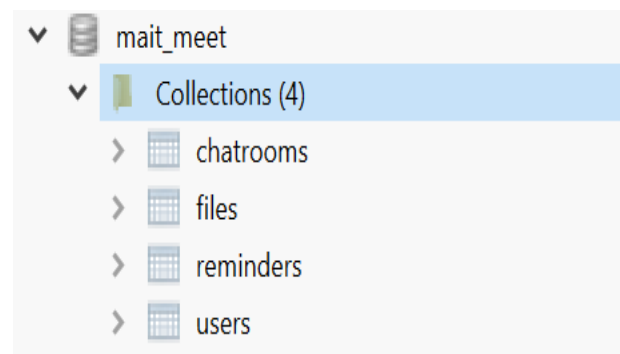 mait_meet
Collections (4)
chatrooms
files
reminders
users